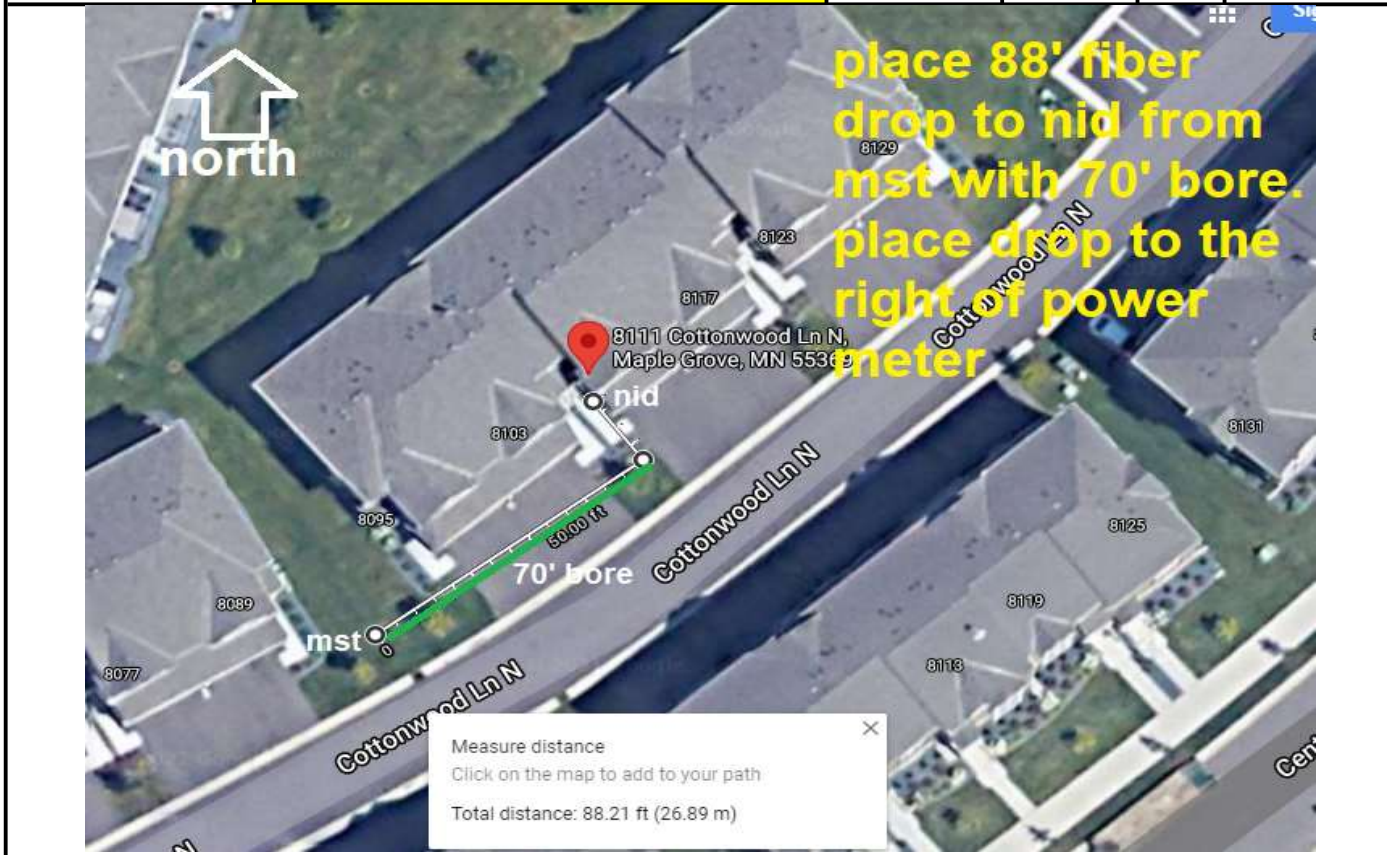 Sig
place 88' fiber
drop to nid from
mst with 70' bore.
place drop to the
right of power
meter
north
8129
8123
8117
8111 Cottonwood Ln N,
Maple Grove, MN 55369
nid
8103
Cottonwood Ln N
8131
8095
50.00 ft
Cottonwood Ln N
8125
70' bore
8089
8119
mst
0
8077
8113
Cottonwood Ln N
Cen
N
Measure distance
Click on the map to add to your path
Total distance: 88.21 ft (26.89 m)